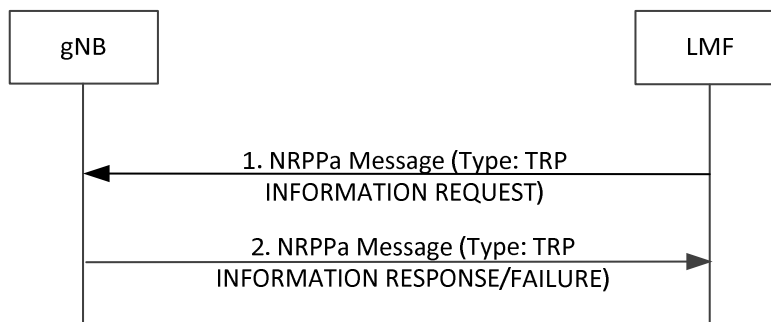 gNB
LMF
1. NRPPa Message (Type: TRP
INFORMATION REQUEST)
2. NRPPa Message (Type: TRP
INFORMATION RESPONSE/FAILURE)